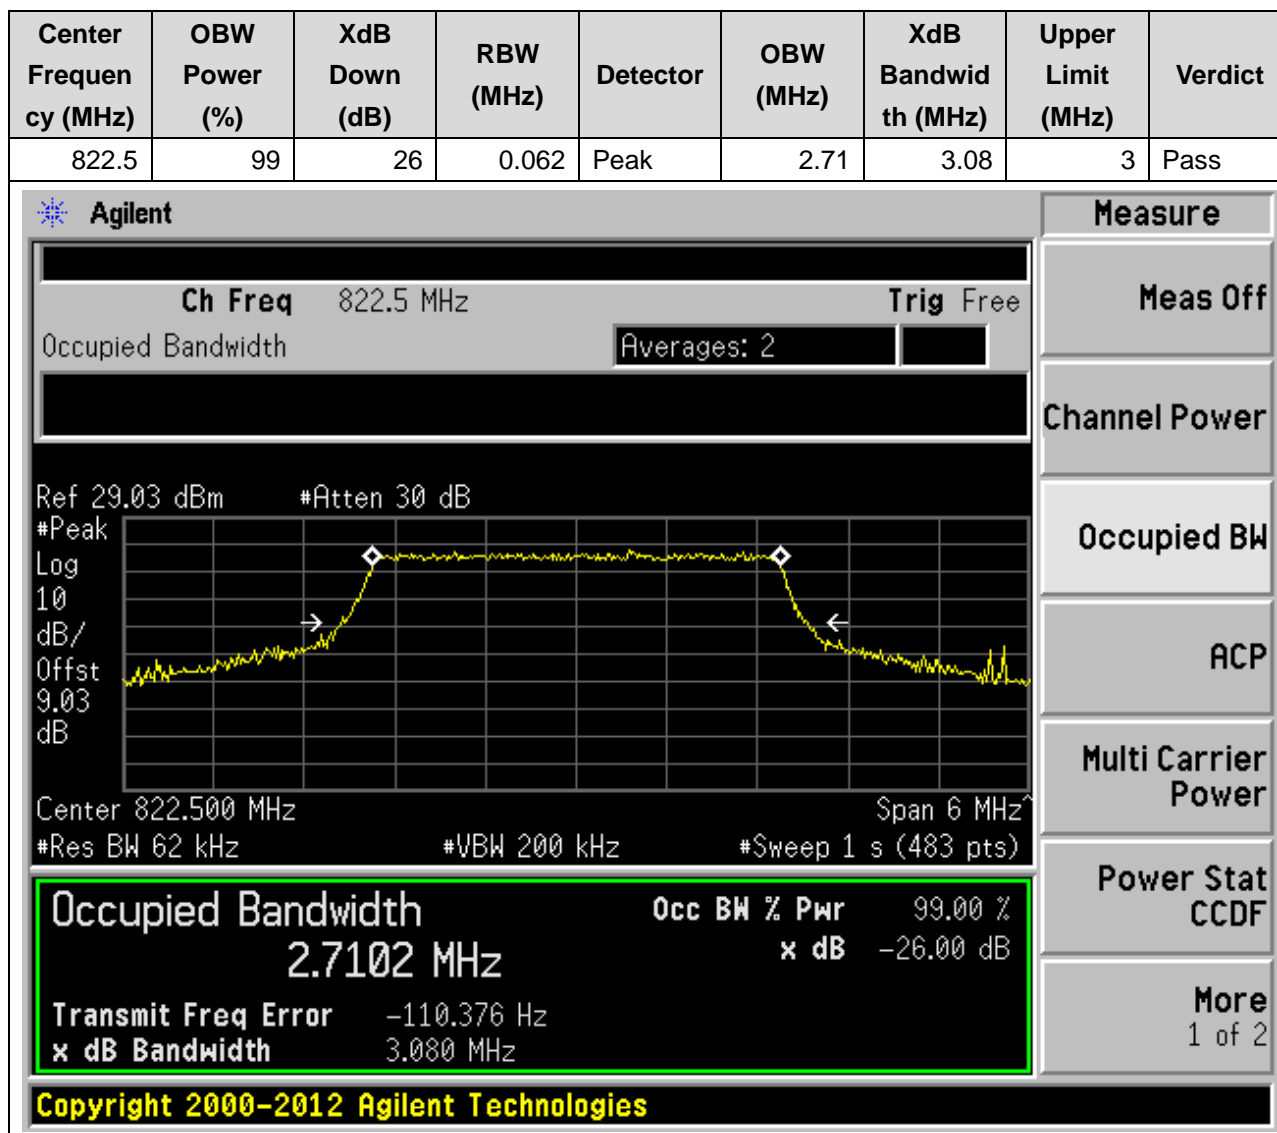 Center Frequen cy (MHz) OBW Power (%) XdB Down (dB) RBW (MHz) Detector OBW (MHz) XdB Bandwid th (MHz) Upper Limit (MHz) Verdict
822.5 99 26 0.062 Peak 2.71 3.08 3 Pass
Agilent
Measure
Ch Freq 822.5 MHz Trig Free
Occupied Bandwidth Averages: 2
Ref 29.03 dBm #Atten 30 dB
#Peak
Log
10
dB/
Offst
9.03
dB
Center 822.500 MHz Span 6 MHz^
#Res BW 62 kHz #VBW 200 kHz #Sweep 1 s (483 pts)
Occupied Bandwidth
2.7102 MHz
Occ BW % Pwr 99.00 %
x dB -26.00 dB
Transmit Freq Error -110.376 Hz
x dB Bandwidth 3.080 MHz
Meas Off
Channel Power
Occupied BW
ACP
Multi Carrier
Power
Power Stat
CCDF
More
1 of 2
Copyright 2000-2012 Agilent Technologies